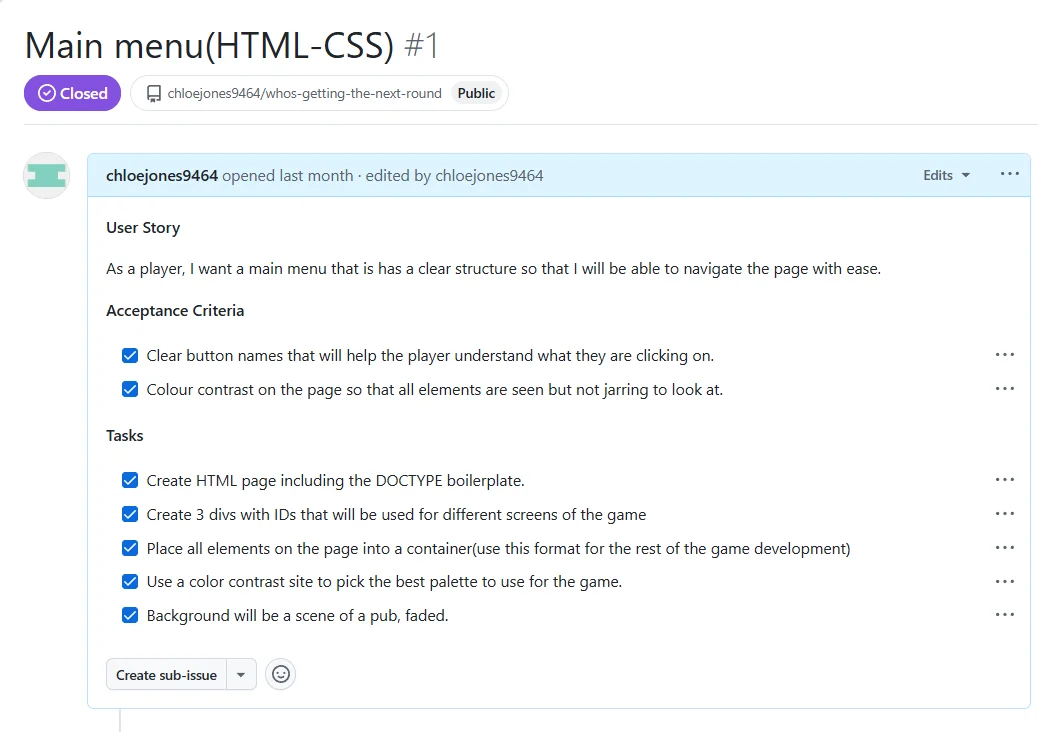 Main menu(HTML-CSS) #1
Closed
chloejones9464/whos-getting-the-next-round Public
chloejones9464 opened last month · edited by chloejones9464 Edits
User Story
As a player, I want a main menu that is has a clear structure so that I will be able to navigate the page with ease.
Acceptance Criteria
Clear button names that will help the player understand what they are clicking on.
Colour contrast on the page so that all elements are seen but not jarring to look at.
Tasks
Create HTML page including the DOCTYPE boilerplate.
Create 3 divs with IDs that will be used for different screens of the game
Place all elements on the page into a container(use this format for the rest of the game development)
Use a color contrast site to pick the best palette to use for the game.
Background will be a scene of a pub, faded.
Create sub-issue